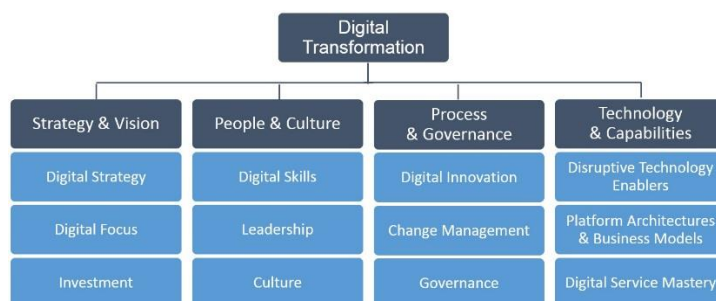 Digital
Transformation
Strategy & Vision
Digital Strategy
Digital Focus
Investment
People & Culture
Digital Skills
Leadership
Culture
Process
& Governance
Digital Innovation
Change Management
Governance
Technology
& Capabilities
Disruptive Technology
Enablers
Platform Architectures
& Business Models
Digital Service Mastery